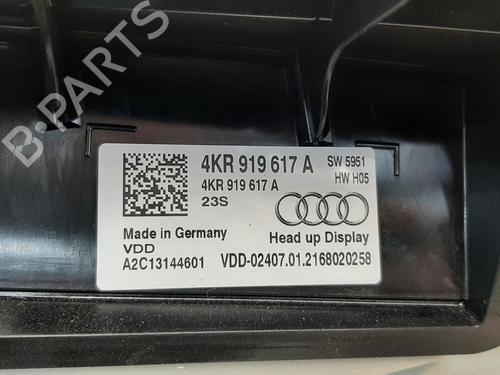 B-PARTS
4KR 919 617 A SW 5951
4KR 919 617 A HW H05
23S
Made in Germany Head up Display
VDD
A2C13144601 VDD-02407.01.2168020258